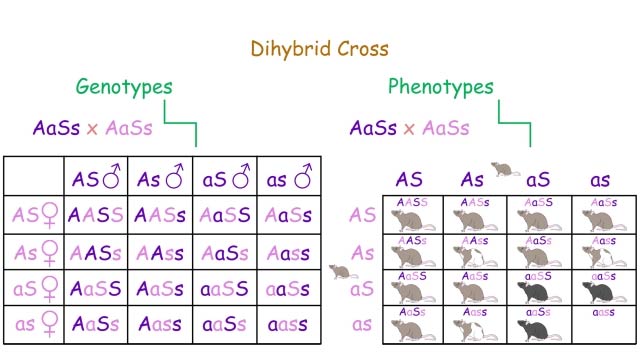 Dihybrid Cross
Genotypes
AaSs x AaSs
AS♂ As♂ aS♂ as♂
AS♀ AASS AASs AaSS AaSs
As♀ AASs AAss AaSs Aass
aS♀ AaSS AaSs aaSS aaSs
as♀ AaSs Aass aaSs aass
Phenotypes
AaSs x AaSs
AS As aS as
AS AASS AASs AaSS AaSs
As AASs AAss AaSs Aass
aS AaSS AaSs aaSS aaSs
as AaSs Aass aaSs aass